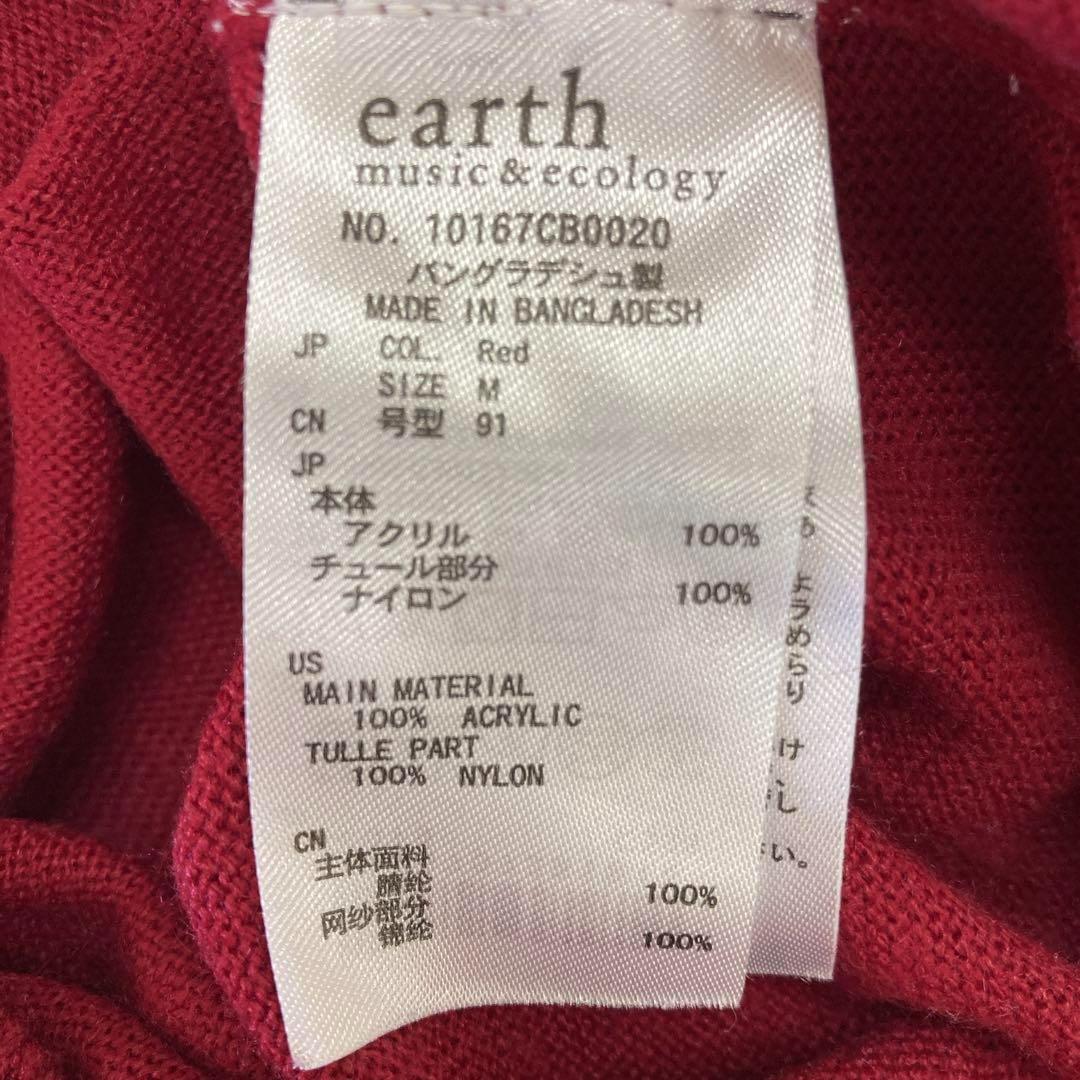 earth
music&ecology
NO. 10167CB0020
バングラデシュ製
MADE IN BANGLADESH
JP COL. Red
SIZE M
CN 号型 91
JP
本体
アクリル 100%
チュール部分
ナイロン 100%
US
MAIN MATERIAL
100% ACRYLIC
TULLE PART
100% NYLON
CN
主体面料
腈纶 100%
网纱部分
锦纶 100%